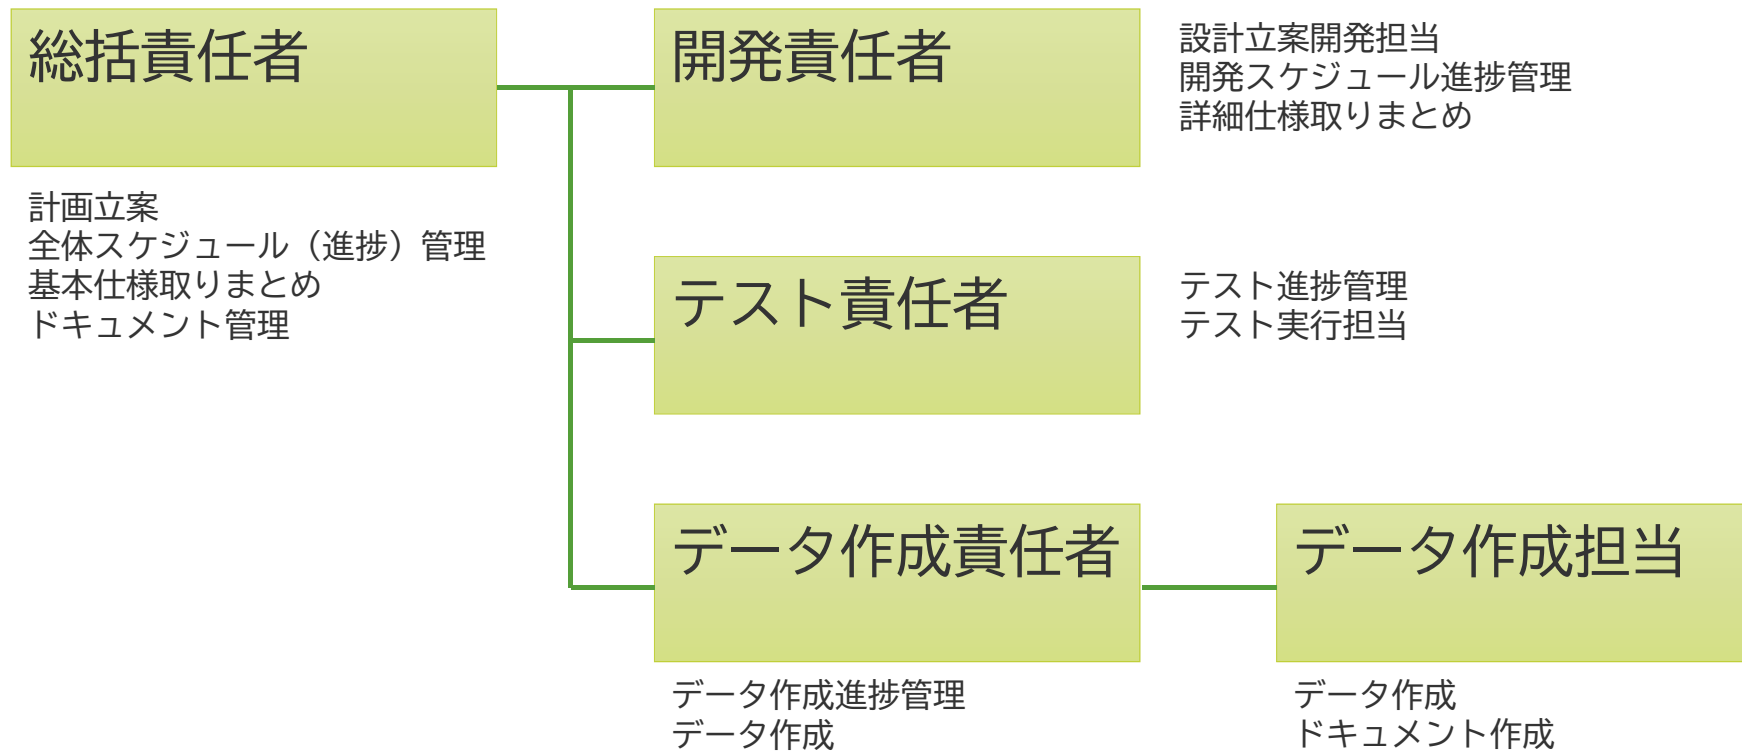 総括責任者
計画立案
全体スケジュール（進捗）管理
基本仕様取りまとめ
ドキュメント管理
開発責任者
設計立案開発担当
開発スケジュール進捗管理
詳細仕様取りまとめ
テスト責任者
テスト進捗管理
テスト実行担当
データ作成責任者
データ作成進捗管理
データ作成
データ作成担当
データ作成
ドキュメント作成